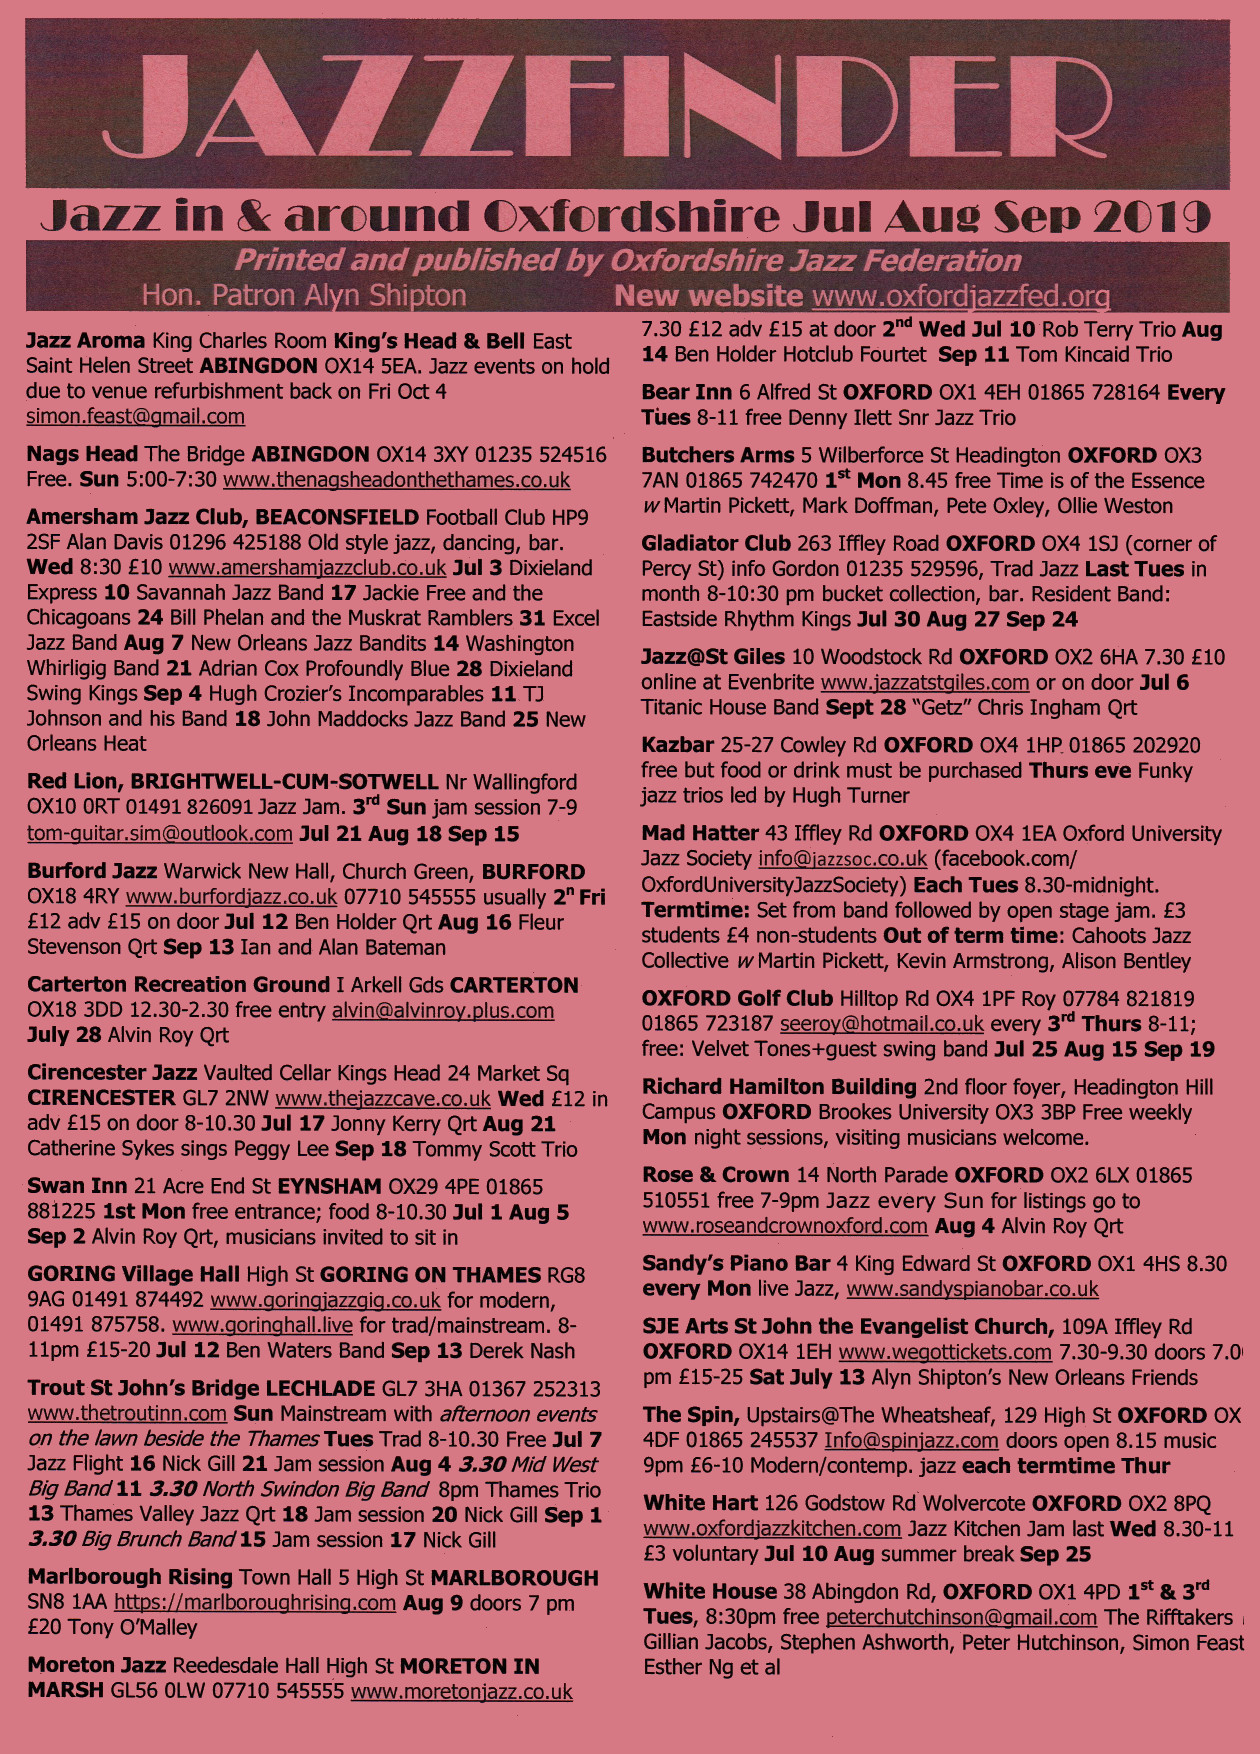 JAZZFINDER
Jazz in & around Oxfordshire Jul Aug Sep 2019
Printed and published by Oxfordshire Jazz Federation
Hon. Patron Alyn Shipton New website www.oxfordjazzfed.org
Jazz Aroma King Charles Room King's Head & Bell East
Saint Helen Street ABINGDON OX14 5EA. Jazz events on hold
due to venue refurbishment back on Fri Oct 4
simon.feast@gmail.com
Nags Head The Bridge ABINGDON OX14 3XY 01235 524516
Free. Sun 5:00-7:30 www.thenagsheadonthethames.co.uk
Amersham Jazz Club, BEACONSFIELD Football Club HP9
2SF Alan Davis 01296 425188 Old style jazz, dancing, bar.
Wed 8:30 £10 www.amershamjazzclub.co.uk Jul 3 Dixieland
Express 10 Savannah Jazz Band 17 Jackie Free and the
Chicagoans 24 Bill Phelan and the Muskrat Ramblers 31 Excel
Jazz Band Aug 7 New Orleans Jazz Bandits 14 Washington
Whirligig Band 21 Adrian Cox Profoundly Blue 28 Dixieland
Swing Kings Sep 4 Hugh Crozier's Incomparables 11 TJ
Johnson and his Band 18 John Maddocks Jazz Band 25 New
Orleans Heat
Red Lion, BRIGHTWELL-CUM-SOTWELL Nr Wallingford
OX10 0RT 01491 826091 Jazz Jam. 3rd Sun jam session 7-9
tom-guitar.sim@outlook.com Jul 21 Aug 18 Sep 15
Burford Jazz Warwick New Hall, Church Green, BURFORD
OX18 4RY www.burfordjazz.co.uk 07710 545555 usually 2n Fri
£12 adv £15 on door Jul 12 Ben Holder Qrt Aug 16 Fleur
Stevenson Qrt Sep 13 Ian and Alan Bateman
Carterton Recreation Ground I Arkell Gds CARTERTON
OX18 3DD 12.30-2.30 free entry alvin@alvinroy.plus.com
July 28 Alvin Roy Qrt
Cirencester Jazz Vaulted Cellar Kings Head 24 Market Sq
CIRENCESTER GL7 2NW www.thejazzcave.co.uk Wed £12 in
adv £15 on door 8-10.30 Jul 17 Jonny Kerry Qrt Aug 21
Catherine Sykes sings Peggy Lee Sep 18 Tommy Scott Trio
Swan Inn 21 Acre End St EYNSHAM OX29 4PE 01865
881225 1st Mon free entrance; food 8-10.30 Jul 1 Aug 5
Sep 2 Alvin Roy Qrt, musicians invited to sit in
GORING Village Hall High St GORING ON THAMES RG8
9AG 01491 874492 www.goringjazzgig.co.uk for modern,
01491 875758. www.goringhall.live for trad/mainstream. 8-
11pm £15-20 Jul 12 Ben Waters Band Sep 13 Derek Nash
Trout St John's Bridge LECHLADE GL7 3HA 01367 252313
www.thetroutinn.com Sun Mainstream with afternoon events
on the lawn beside the Thames Tues Trad 8-10.30 Free Jul 7
Jazz Flight 16 Nick Gill 21 Jam session Aug 4 3.30 Mid West
Big Band 11 3.30 North Swindon Big Band 8pm Thames Trio
13 Thames Valley Jazz Qrt 18 Jam session 20 Nick Gill Sep 1
3.30 Big Brunch Band 15 Jam session 17 Nick Gill
Marlborough Rising Town Hall 5 High St MARLBOROUGH
SN8 1AA https://marlboroughrising.com Aug 9 doors 7 pm
£20 Tony O'Malley
Moreton Jazz Reedesdale Hall High St MORETON IN
MARSH GL56 0LW 07710 545555 www.moretonjazz.co.uk
7.30 £12 adv £15 at door 2nd Wed Jul 10 Rob Terry Trio Aug
14 Ben Holder Hotclub Fourtet Sep 11 Tom Kincaid Trio
Bear Inn 6 Alfred St OXFORD OX1 4EH 01865 728164 Every
Tues 8-11 free Denny Ilett Snr Jazz Trio
Butchers Arms 5 Wilberforce St Headington OXFORD OX3
7AN 01865 742470 1st Mon 8.45 free Time is of the Essence
w Martin Pickett, Mark Doffman, Pete Oxley, Ollie Weston
Gladiator Club 263 Iffley Road OXFORD OX4 1SJ (corner of
Percy St) info Gordon 01235 529596, Trad Jazz Last Tues in
month 8-10:30 pm bucket collection, bar. Resident Band:
Eastside Rhythm Kings Jul 30 Aug 27 Sep 24
Jazz@St Giles 10 Woodstock Rd OXFORD OX2 6HA 7.30 £10
online at Evenbrite www.jazzatstgiles.com or on door Jul 6
Titanic House Band Sept 28 "Getz" Chris Ingham Qrt
Kazbar 25-27 Cowley Rd OXFORD OX4 1HP 01865 202920
free but food or drink must be purchased Thurs eve Funky
jazz trios led by Hugh Turner
Mad Hatter 43 Iffley Rd OXFORD OX4 1EA Oxford University
Jazz Society info@jazzsoc.co.uk (facebook.com/
OxfordUniversityJazzSociety) Each Tues 8.30-midnight.
Termtime: Set from band followed by open stage jam. £3
students £4 non-students Out of term time: Cahoots Jazz
Collective w Martin Pickett, Kevin Armstrong, Alison Bentley
OXFORD Golf Club Hilltop Rd OX4 1PF Roy 07784 821819
01865 723187 seeroy@hotmail.co.uk every 3rd Thurs 8-11;
free: Velvet Tones+guest swing band Jul 25 Aug 15 Sep 19
Richard Hamilton Building 2nd floor foyer, Headington Hill
Campus OXFORD Brookes University OX3 3BP Free weekly
Mon night sessions, visiting musicians welcome.
Rose & Crown 14 North Parade OXFORD OX2 6LX 01865
510551 free 7-9pm Jazz every Sun for listings go to
www.roseandcrownoxford.com Aug 4 Alvin Roy Qrt
Sandy's Piano Bar 4 King Edward St OXFORD OX1 4HS 8.30
every Mon live Jazz, www.sandyspianobar.co.uk
SJE Arts St John the Evangelist Church, 109A Iffley Rd
OXFORD OX14 1EH www.wegottickets.com 7.30-9.30 doors 7.0
pm £15-25 Sat July 13 Alyn Shipton's New Orleans Friends
The Spin, Upstairs@The Wheatsheaf, 129 High St OXFORD OX
4DF 01865 245537 Info@spinjazz.com doors open 8.15 music
9pm £6-10 Modern/contemp. jazz each termtime Thur
White Hart 126 Godstow Rd Wolvercote OXFORD OX2 8PQ
www.oxfordjazzkitchen.com Jazz Kitchen Jam last Wed 8.30-11
£3 voluntary Jul 10 Aug summer break Sep 25
White House 38 Abingdon Rd, OXFORD OX1 4PD 1st & 3rd
Tues, 8:30pm free peterchutchinson@gmail.com The Rifftakers
Gillian Jacobs, Stephen Ashworth, Peter Hutchinson, Simon Feast
Esther Ng et al